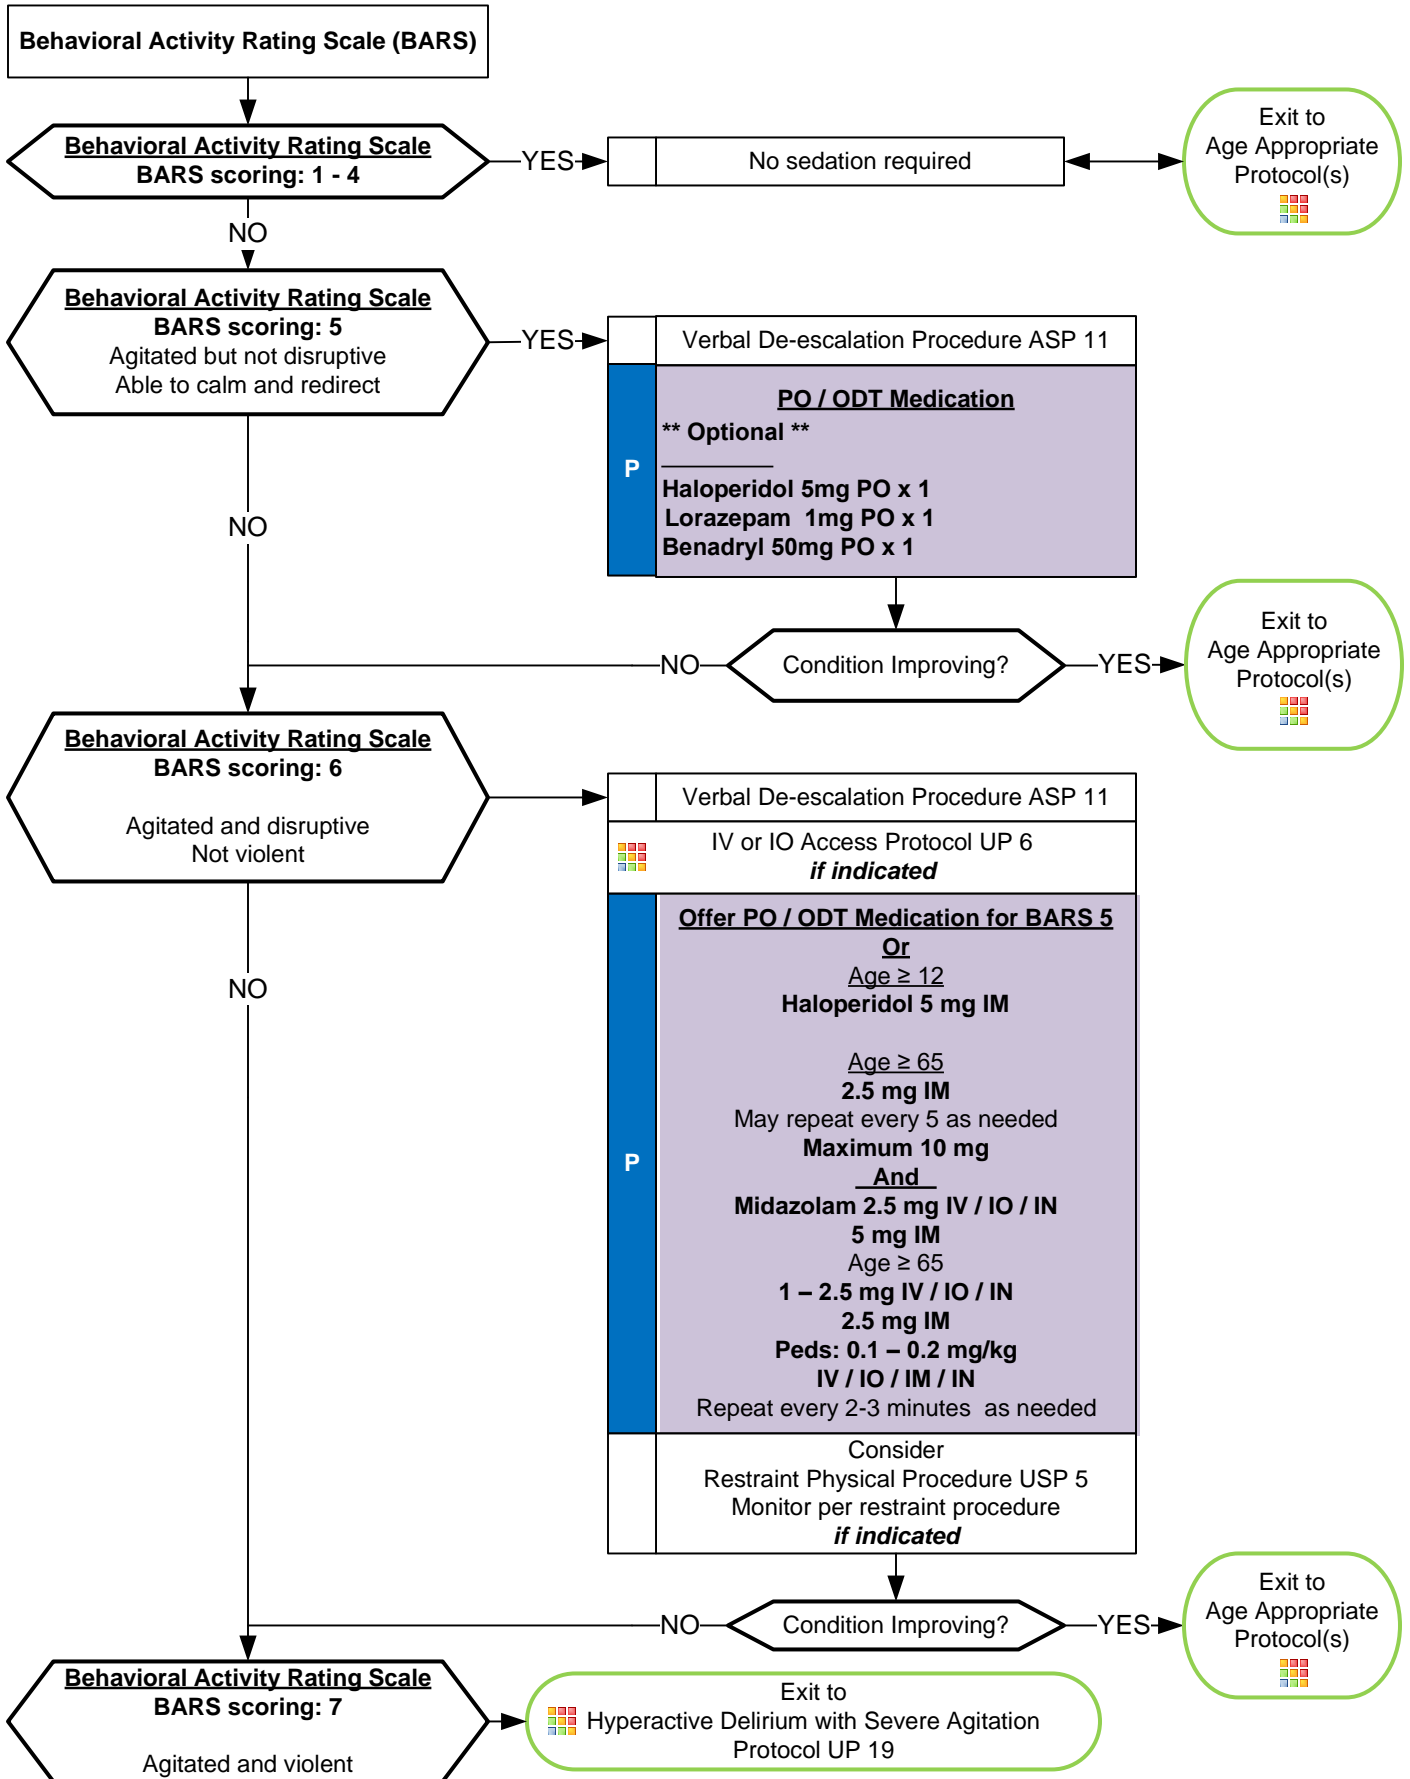 Behavioral Activity Rating Scale (BARS)
Behavioral Activity Rating Scale
BARS scoring: 1 - 4
YES
No sedation required
Exit to
Age Appropriate
Protocol(s)
NO
Behavioral Activity Rating Scale
BARS scoring: 5
Agitated but not disruptive
Able to calm and redirect
YES
Verbal De-escalation Procedure ASP 11
P
PO / ODT Medication
** Optional **
Haloperidol 5mg PO x 1
Lorazepam 1mg PO x 1
Benadryl 50mg PO x 1
NO
Condition Improving?
NO
YES
Exit to
Age Appropriate
Protocol(s)
Behavioral Activity Rating Scale
BARS scoring: 6
Agitated and disruptive
Not violent
Verbal De-escalation Procedure ASP 11
IV or IO Access Protocol UP 6
if indicated
P
Offer PO / ODT Medication for BARS 5
Or
Age ≥ 12
Haloperidol 5 mg IM
Age ≥ 65
2.5 mg IM
May repeat every 5 as needed
Maximum 10 mg
And
Midazolam 2.5 mg IV / IO / IN
5 mg IM
Age ≥ 65
1 – 2.5 mg IV / IO / IN
2.5 mg IM
Peds: 0.1 – 0.2 mg/kg
IV / IO / IM / IN
Repeat every 2-3 minutes as needed
Consider
Restraint Physical Procedure USP 5
Monitor per restraint procedure
if indicated
NO
Condition Improving?
NO
YES
Exit to
Age Appropriate
Protocol(s)
Behavioral Activity Rating Scale
BARS scoring: 7
Agitated and violent
Exit to
Hyperactive Delirium with Severe Agitation
Protocol UP 19